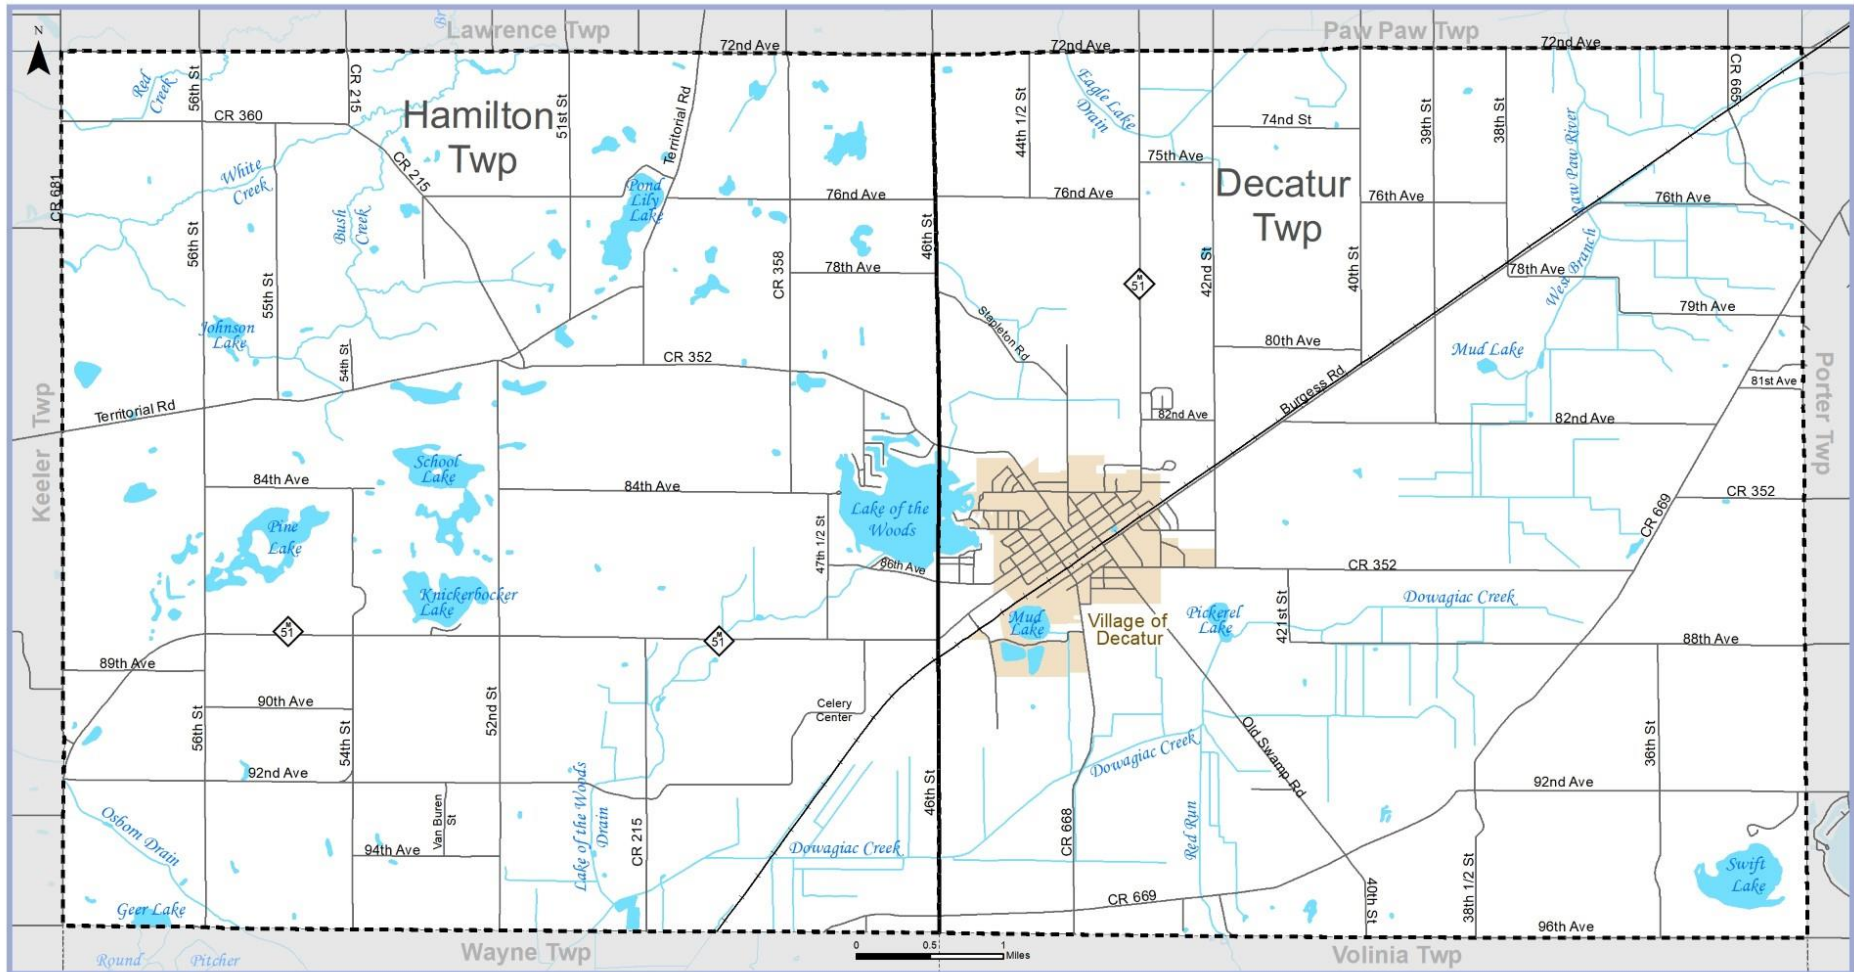 N
Lawrence Twp
Paw Paw Twp
72nd Ave
72nd Ave
72nd Ave
Red
Creek
56th St
CR 215
Hamilton
Twp
51st St
Territorial Rd
CR 360
CR 215
White
Creek
Bush
Creek
CR 681
56th St
55th St
Pond
Lily
Lake
76nd Ave
46th St
78th Ave
CR 358
44th 1/2 St
Eagle Lake
Drain
75th Ave
76nd Ave
74nd St
Decatur
Twp
39th St
38th St
Paw Paw River
CR 665
76th Ave
76th Ave
M
51
42nd St
40th St
78th Ave
West Branch
79th Ave
Stapleton Rd
Johnson
Lake
54th St
CR 352
80th Ave
Mud Lake
81st Ave
Porter Twp
Keeler Twp
Territorial Rd
Burgess Rd
82nd Ave
82nd Ave
School
Lake
84th Ave
84th Ave
Lake of the
Woods
CR 352
CR 669
Pine
Lake
47th 1/2 St
86th Ave
CR 352
Knickerbocker
Lake
Mud
Lake
Village of
Decatur
Pickerel
Lake
421st St
Dowagiac Creek
M
51
M
51
88th Ave
89th Ave
90th Ave
56th St
54th St
52nd St
Celery
Center
Old Swamp Rd
36th St
Dowagiac Creek
92nd Ave
92nd Ave
Osborn Drain
Van Buren
St
94th Ave
Lake of the Woods
Drain
CR 215
Dowagiac Creek
46th St
CR 668
Red Run
CR 669
40th St
38th 1/2 St
Swift
Lake
96th Ave
Geer Lake
Round
Pitcher
Wayne Twp
0
0.5
1
Miles
Volinia Twp